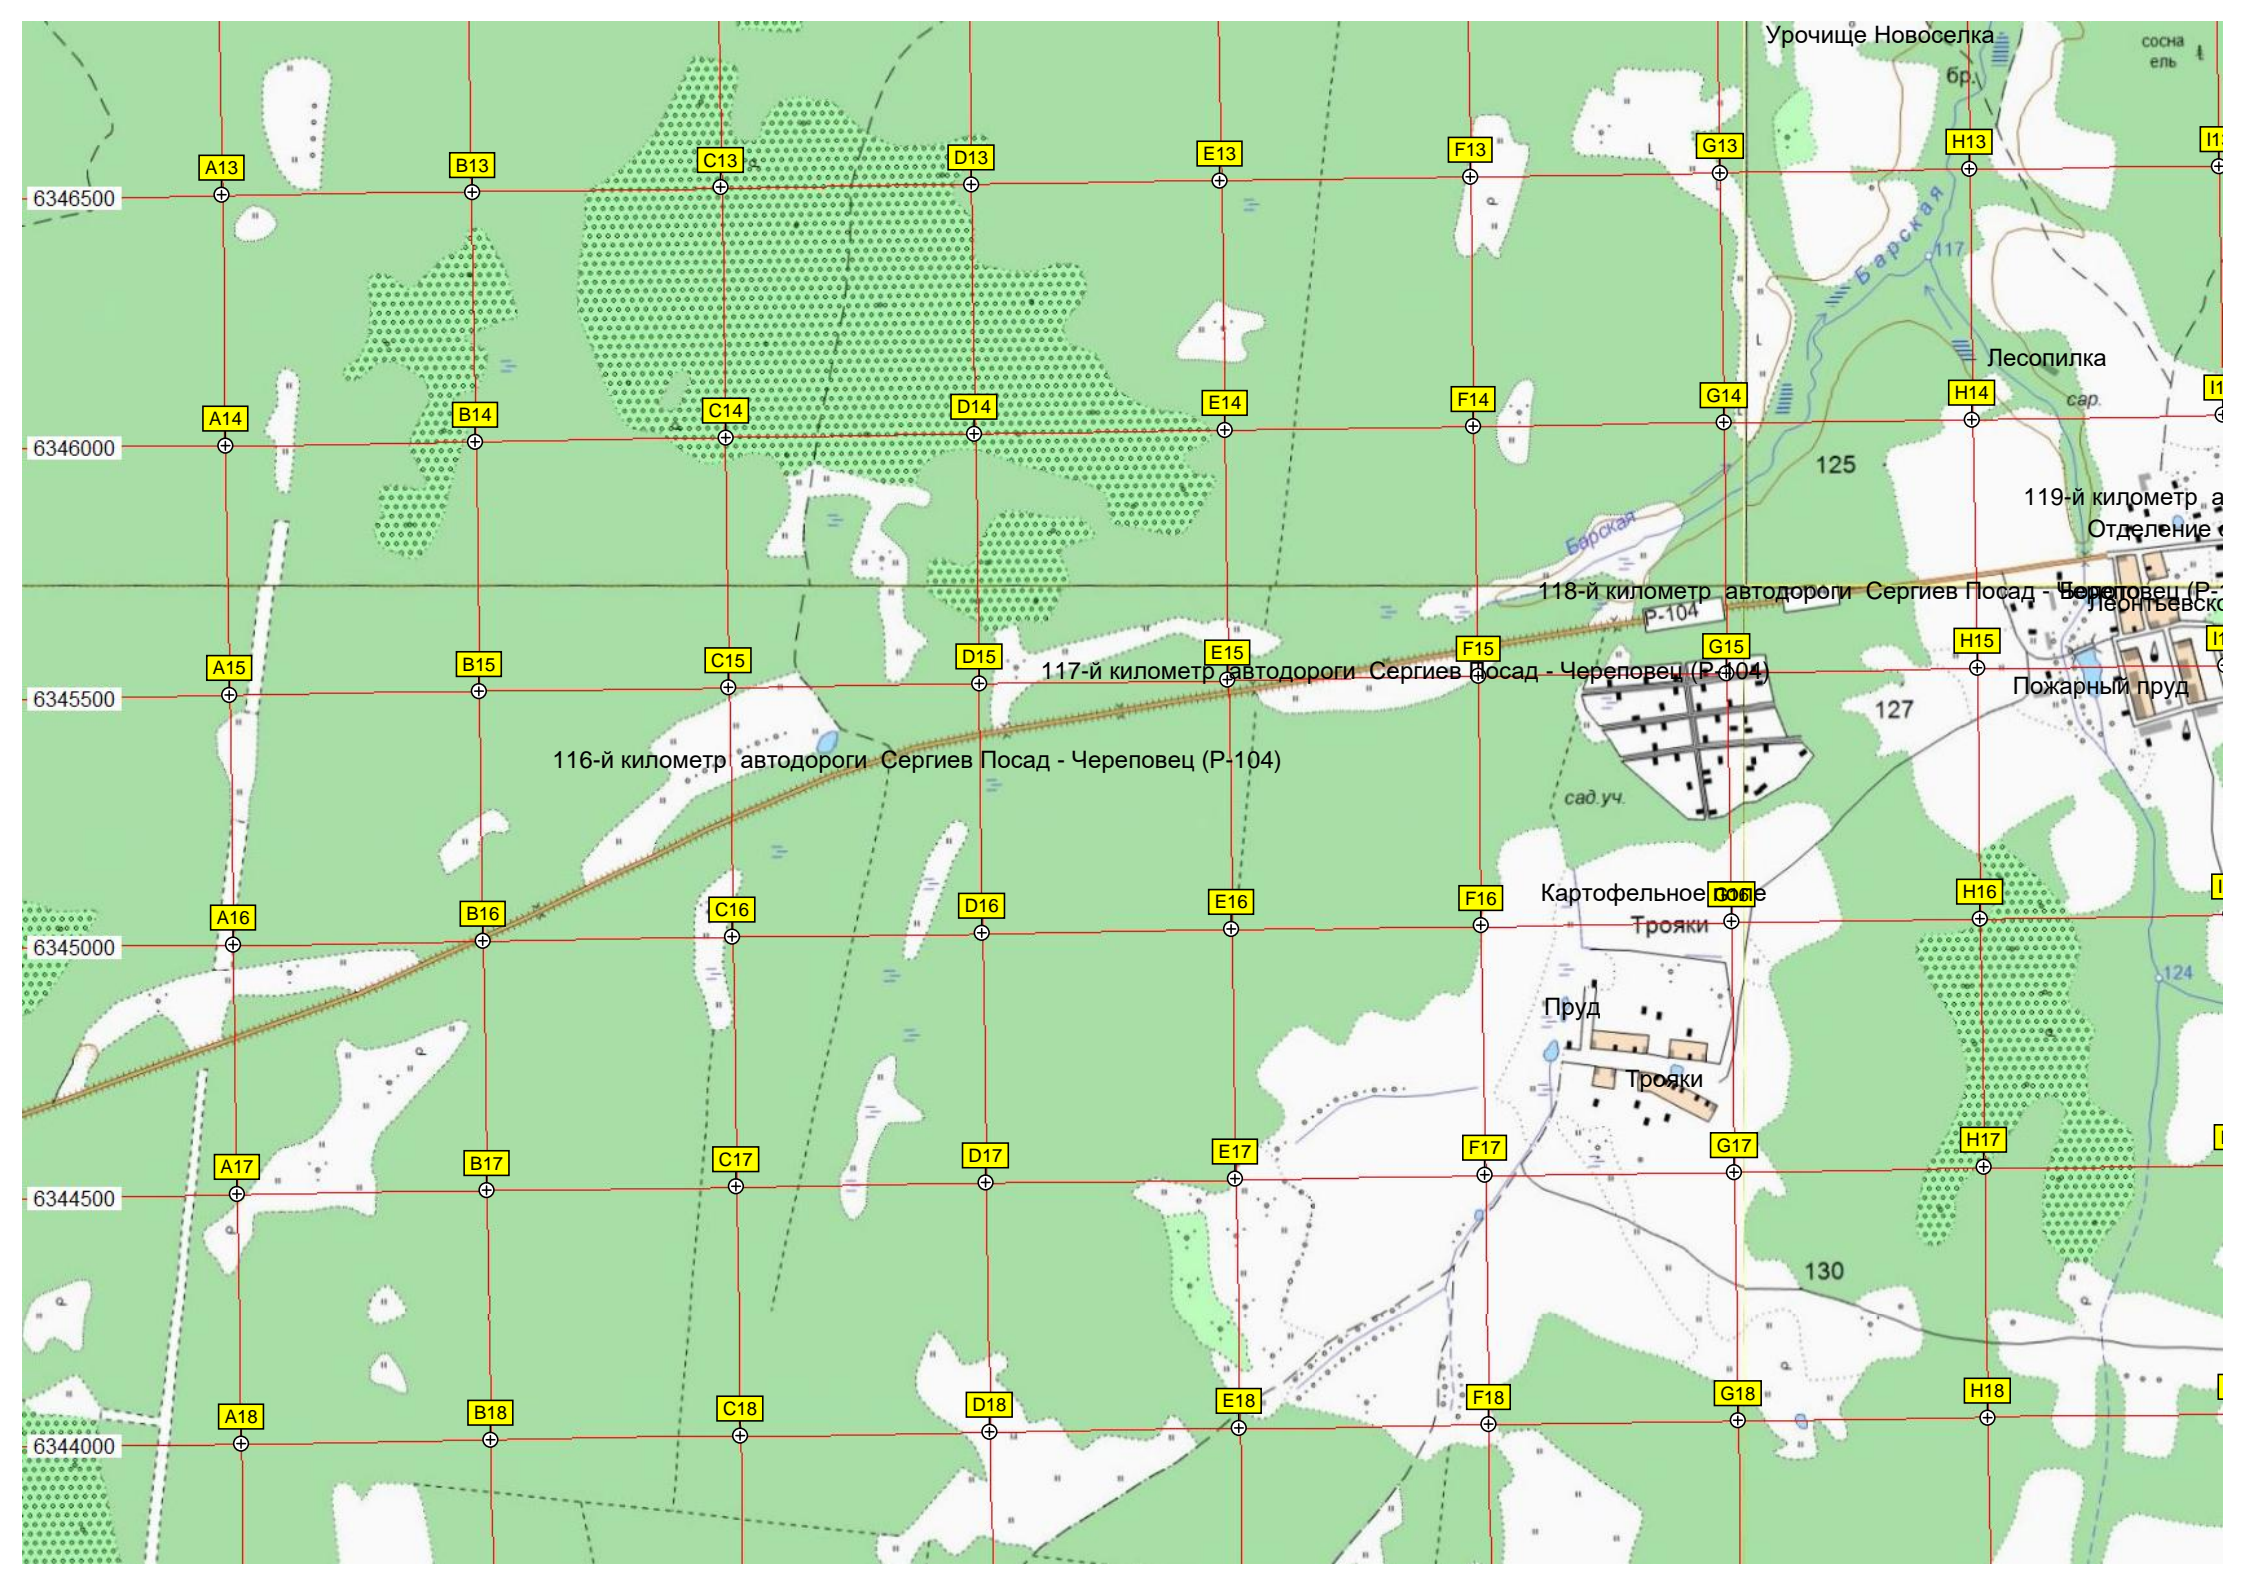 Урочище Новоселка
сосна
ель
бр.
A13
B13
C13
D13
E13
F13
G13
H13
6346500
Барская
117
Лесопилка
A14
B14
C14
D14
E14
F14
G14
H14
сар.
6346000
125
119-й километр а
Отделение
Барская
118-й километр автодороги Сергиев Посад - Череповец (Р-
Р-104
A15
B15
C15
D15
E15
F15
G15
H15
117-й километр автодороги Сергиев Посад - Череповец (Р-104)
6345500
Пожарный пруд
127
116-й километр автодороги Сергиев Посад - Череповец (Р-104)
сад.уч.
A16
B16
C16
D16
E16
F16
Картофельное поле
G16
H16
Трояки
6345000
124
Пруд
Трояки
A17
B17
C17
D17
E17
F17
G17
H17
6344500
130
A18
B18
C18
D18
E18
F18
G18
H18
6344000